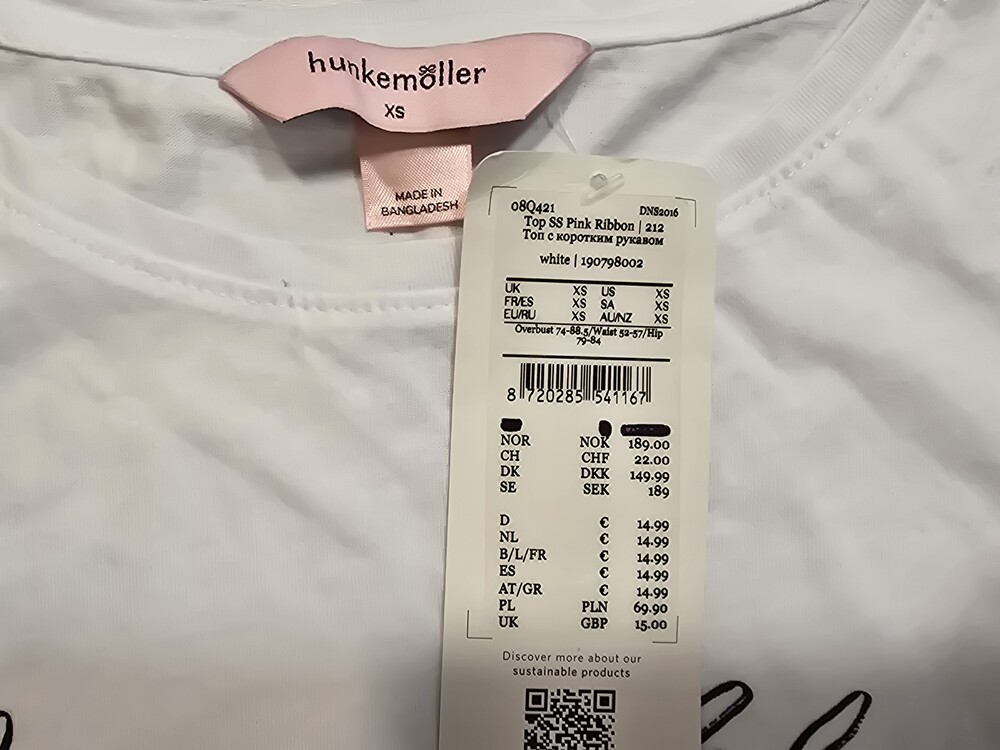 hunkemöller
XS
MADE IN
BANGLADESH
08Q421 DNS2016
Top SS Pink Ribbon | 212
Топ с коротким рукавом
white | 190798002
UK XS US XS
FR/ES XS SA XS
EU/RU XS AU/NZ XS
Overbust 74-88.5/Waist 52-57/Hip
79-84
8 720285 541167
NOR NOK 189.00
CH CHF 22.00
DK DKK 149.99
SE SEK 189
D € 14.99
NL € 14.99
B/L/FR € 14.99
ES € 14.99
AT/GR € 14.99
PL PLN 69.90
UK GBP 15.00
Discover more about our
sustainable products